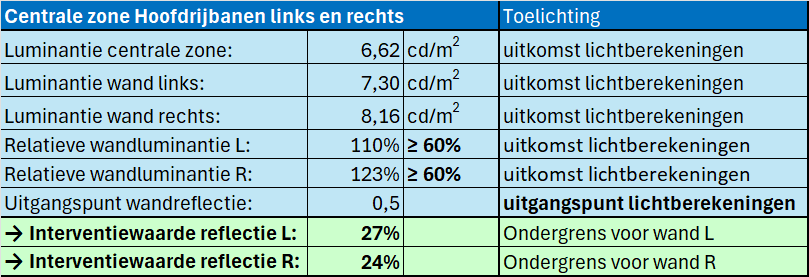 Centrale zone Hoofdrijbanen links en rechts Toelichting
Luminantie centrale zone: 6,62 cd/m² uitkomst lichtberekeningen
Luminantie wand links: 7,30 cd/m² uitkomst lichtberekeningen
Luminantie wand rechts: 8,16 cd/m² uitkomst lichtberekeningen
Relatieve wandluminantie L: 110% ≥ 60% uitkomst lichtberekeningen
Relatieve wandluminantie R: 123% ≥ 60% uitkomst lichtberekeningen
Uitgangspunt wandreflectie: 0,5 uitgangspunt lichtberekeningen
→ Interventiewaarde reflectie L: 27% Ondergrens voor wand L
→ Interventiewaarde reflectie R: 24% Ondergrens voor wand R